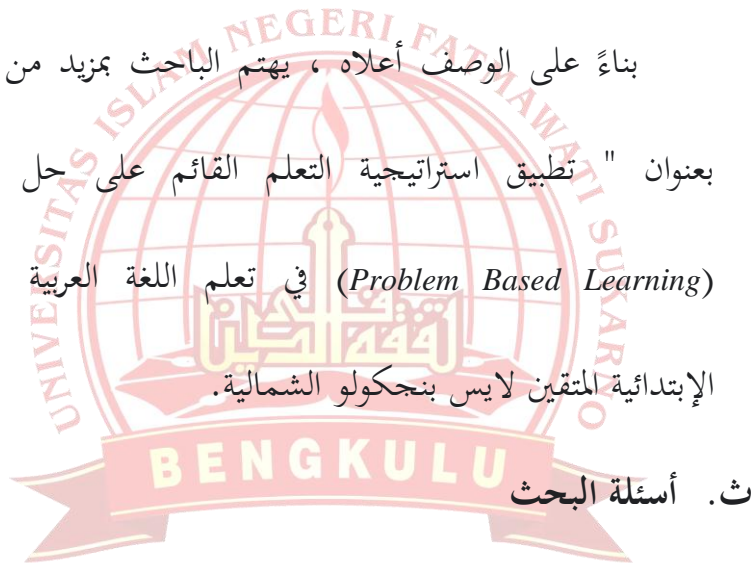 بناءً على الوصف أعلاه ، يهتم الباحث بمزيد من
بعنوان " تطبيق استراتيجية التعلم القائم على حل
(Problem Based Learning) في تعلم اللغة العربية
الإبتدائية المتقين لايس بنجكولو الشمالية.
ث. أسئلة البحث
UNIVERSITAS ISLAM NEGERI FATMAWATI SUKARNO
BENGKULU